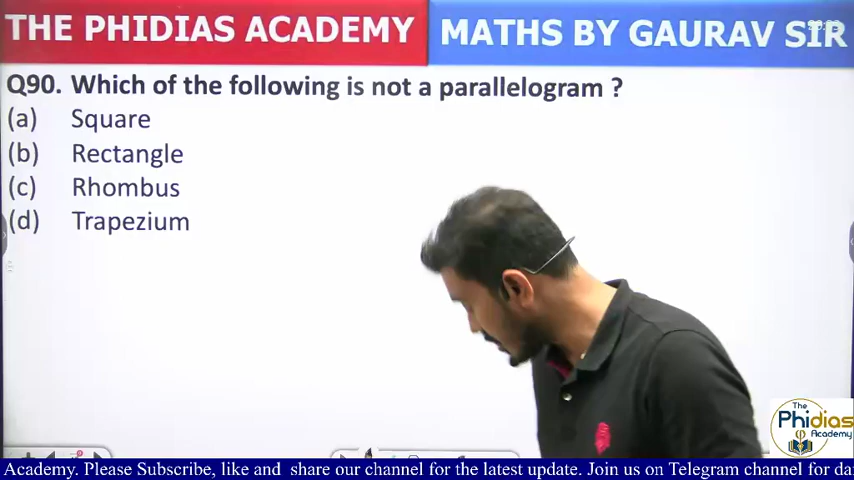 THE PHIDIAS ACADEMY MATHS BY GAURAV SIR
Q90. Which of the following is not a parallelogram ?
(a) Square
(b) Rectangle
(c) Rhombus
(d) Trapezium
The
Phidias
Academy
Academy. Please Subscribe, like and share our channel for the latest update. Join us on Telegram channel for da